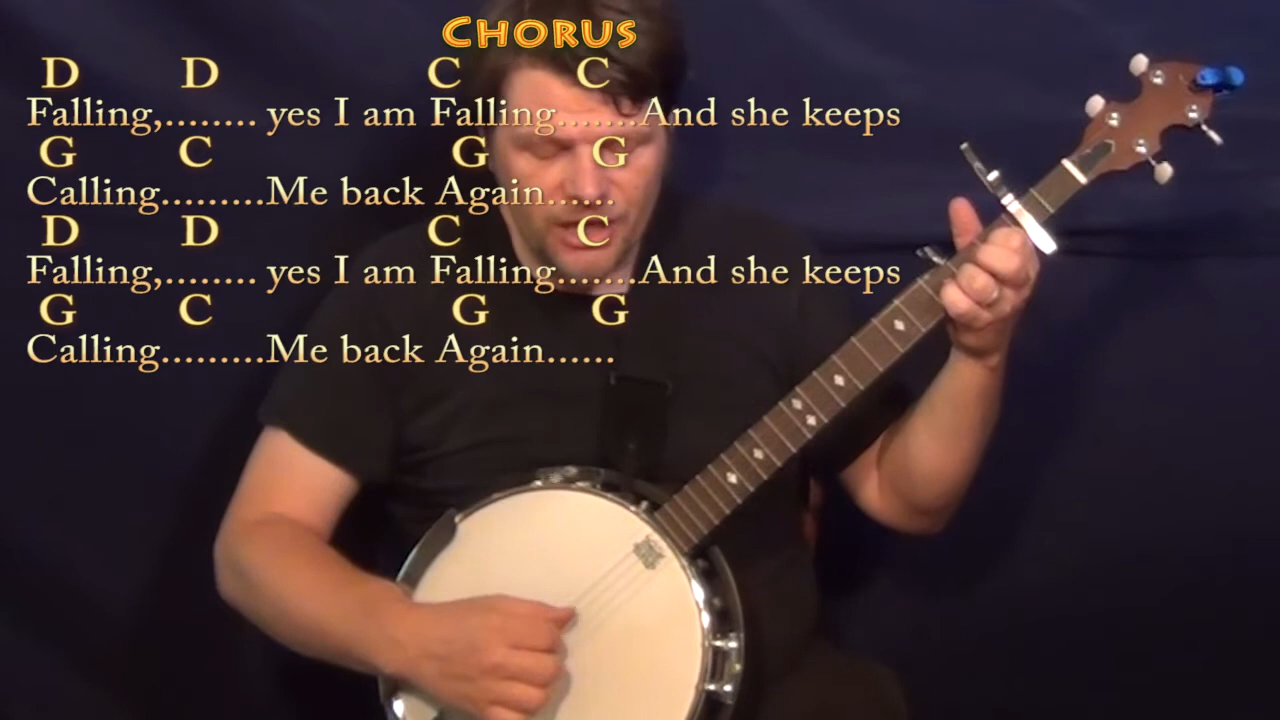 CHORUS
D D C C
Falling,........ yes I am Falling.......And she keeps
G C G G
Calling.........Me back Again......
D D C C
Falling,........ yes I am Falling.......And she keeps
G C G G
Calling.........Me back Again......